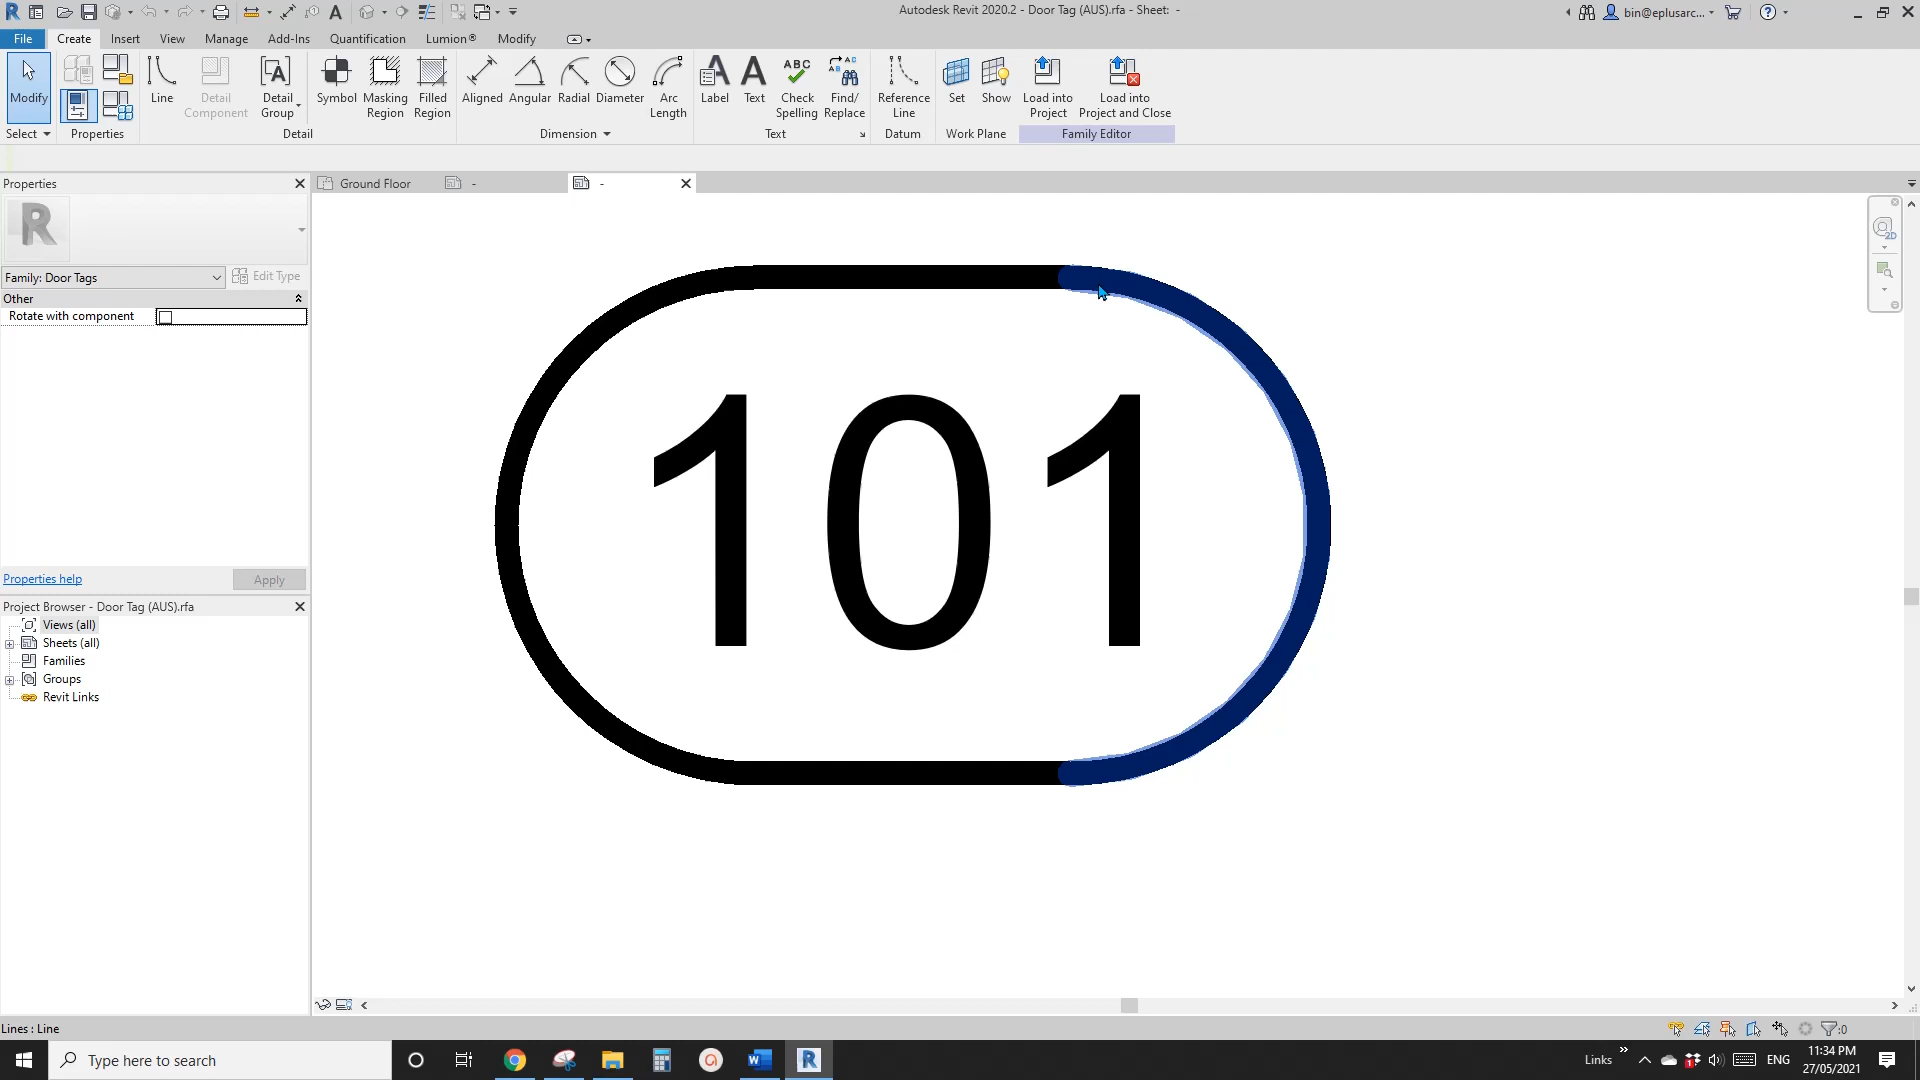 Autodesk Revit 2020.2 - Door Tag (AUS).rfa - Sheet: -
bin@eplusarc...
File Create Insert View Manage Add-Ins Quantification Lumion® Modify
Modify
Line
Detail Component
Detail Group
Symbol
Masking Region
Filled Region
Aligned
Angular
Radial
Diameter
Arc Length
Label
Text
ABC
Check Spelling
Find/ Replace
Reference Line
Set
Show
Load into Project
Load into Project and Close
Select Properties Detail Dimension Text Datum Work Plane Family Editor
Properties
Ground Floor
-
-
R
Family: Door Tags
Edit Type
Other
Rotate with component
101
Properties help
Apply
Project Browser - Door Tag (AUS).rfa
Views (all)
Sheets (all)
Families
Groups
Revit Links
2D
Lines : Line
:0
Type here to search
Links
ENG
11:34 PM
27/05/2021